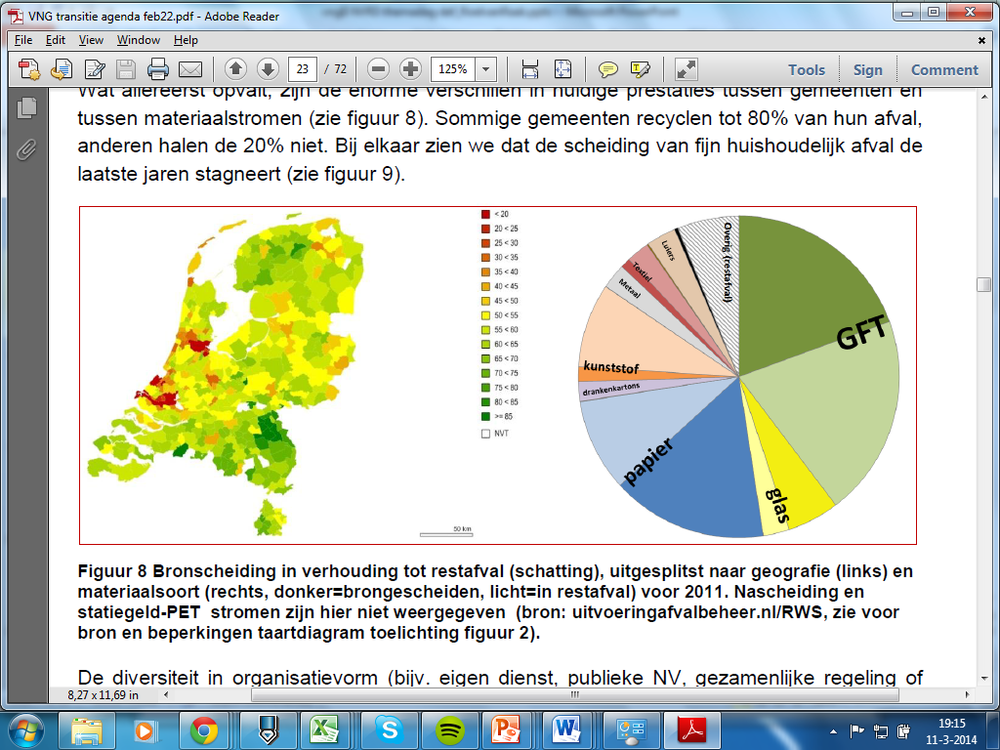 VNG transitie agenda feb22.pdf - Adobe Reader
File Edit View Window Help
23 / 72 125% Tools Sign Comment
Wat allereerst opvalt, zijn de enorme verschillen in huidige prestaties tussen gemeenten en
tussen materiaalstromen (zie figuur 8). Sommige gemeenten recyclen tot 80% van hun afval,
anderen halen de 20% niet. Bij elkaar zien we dat de scheiding van fijn huishoudelijk afval de
laatste jaren stagneert (zie figuur 9).
< 20
20 < 25
25 < 30
30 < 35
35 < 40
40 < 45
45 < 50
50 < 55
55 < 60
60 < 65
65 < 70
70 < 75
75 < 80
80 < 85
>= 85
NVT
50 km
Overig (restafval)
Luiers
Textiel
Metaal
kunststof
drankenkartons
papier
glas
GFT
Figuur 8 Bronscheiding in verhouding tot restafval (schatting), uitgesplitst naar geografie (links) en
materiaalsoort (rechts, donker=brongescheiden, licht=in restafval) voor 2011. Nascheiding en
statiegeld-PET stromen zijn hier niet weergegeven (bron: uitvoeringafvalbeheer.nl/RWS, zie voor
bron en beperkingen taartdiagram toelichting figuur 2).
De diversiteit in organisatievorm (bijv. eigen dienst, publieke NV, gezamenlijke regeling of
8,27 x 11,69 in
19:15
11-3-2014